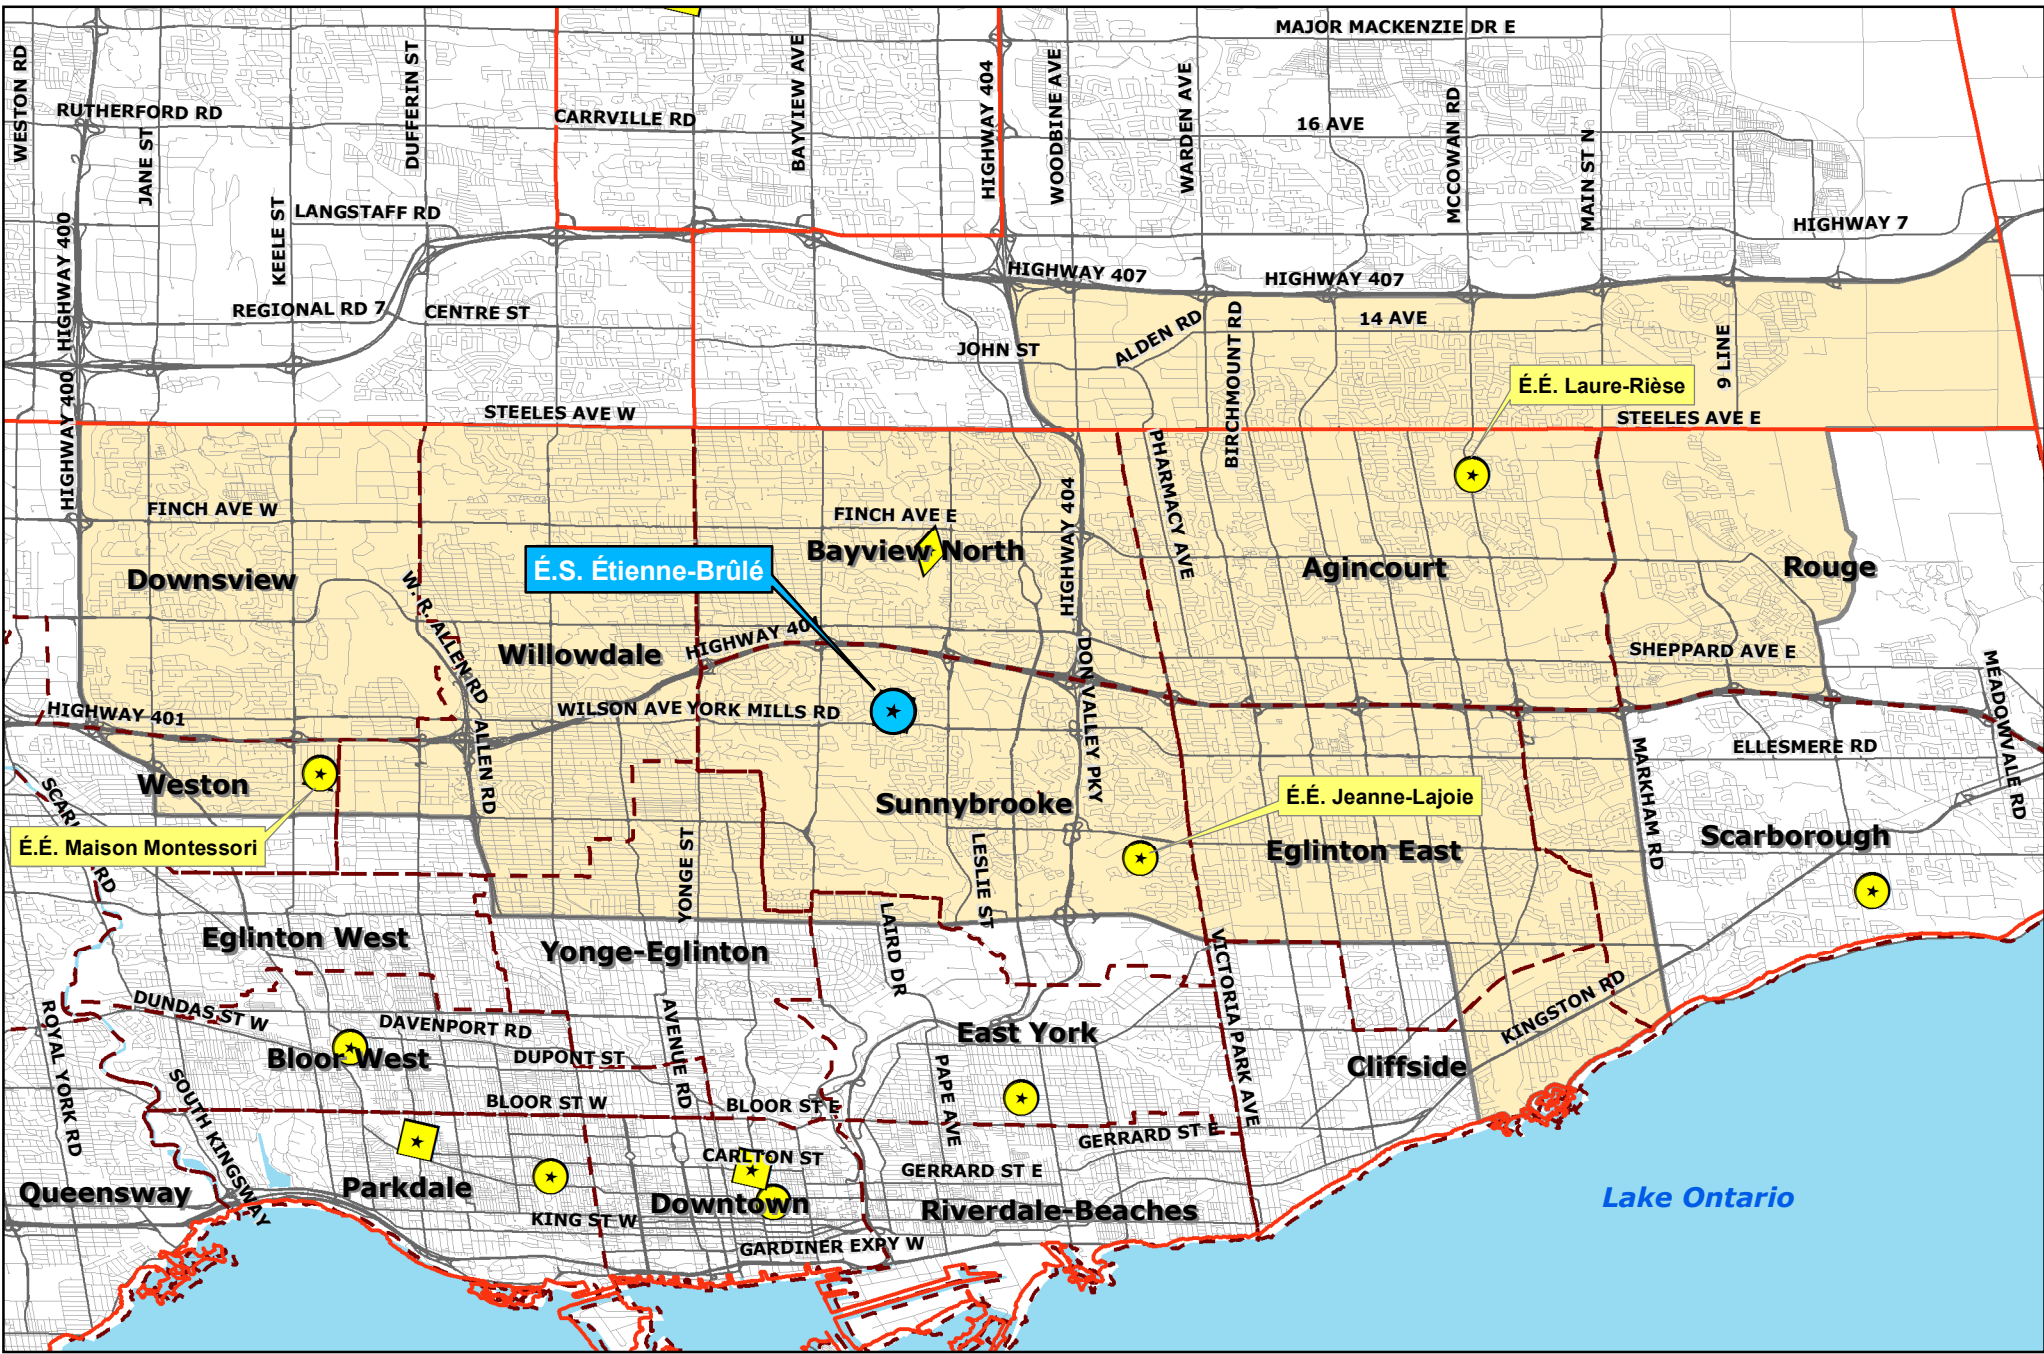 MAJOR MACKENZIE DR E
WESTON RD
DUFFERIN ST
BAYVIEW AVE
HIGHWAY 404
WOODBINE AVE
WARDEN AVE
MCCOWAN RD
MAIN ST N
RUTHERFORD RD
CARRVILLE RD
16 AVE
JANE ST
KEELE ST
LANGSTAFF RD
HIGHWAY 7
HIGHWAY 400
HIGHWAY 407
HIGHWAY 407
REGIONAL RD 7
CENTRE ST
14 AVE
ALDEN RD
BIRCHMOUNT RD
JOHN ST
9 LINE
É.É. Laure-Rièse
HIGHWAY 400
STEELES AVE W
STEELES AVE E
PHARMACY AVE
HIGHWAY 404
FINCH AVE W
FINCH AVE E
Bayview North
É.S. Étienne-Brûlé
Downsview
Agincourt
Rouge
W. R. ALLEN RD
HIGHWAY 401
Willowdale
DON VALLEY PKY
SHEPPARD AVE E
MEADOWVALE RD
HIGHWAY 401
WILSON AVE
YORK MILLS RD
ALLEN RD
MARKHAM RD
ELLESMERE RD
Weston
Sunnybrooke
É.É. Jeanne-Lajoie
SCARL
RD
É.É. Maison Montessori
YONGE ST
LESLIE ST
Eglinton East
Scarborough
Eglinton West
Yonge-Eglinton
LAIRD DR
VICTORIA PARK AVE
DUNDAS ST W
DAVENPORT RD
AVENUE RD
ROYAL YORK RD
KINGSTON RD
East York
Bloor West
DUPONT ST
PAPE AVE
Cliffside
SOUTH KINGSWAY
BLOOR ST W
BLOOR ST E
GERRARD ST E
CARLTON ST
GERRARD ST E
Queensway
Parkdale
Downtown
Riverdale-Beaches
Lake Ontario
KING ST W
GARDINER EXPY W